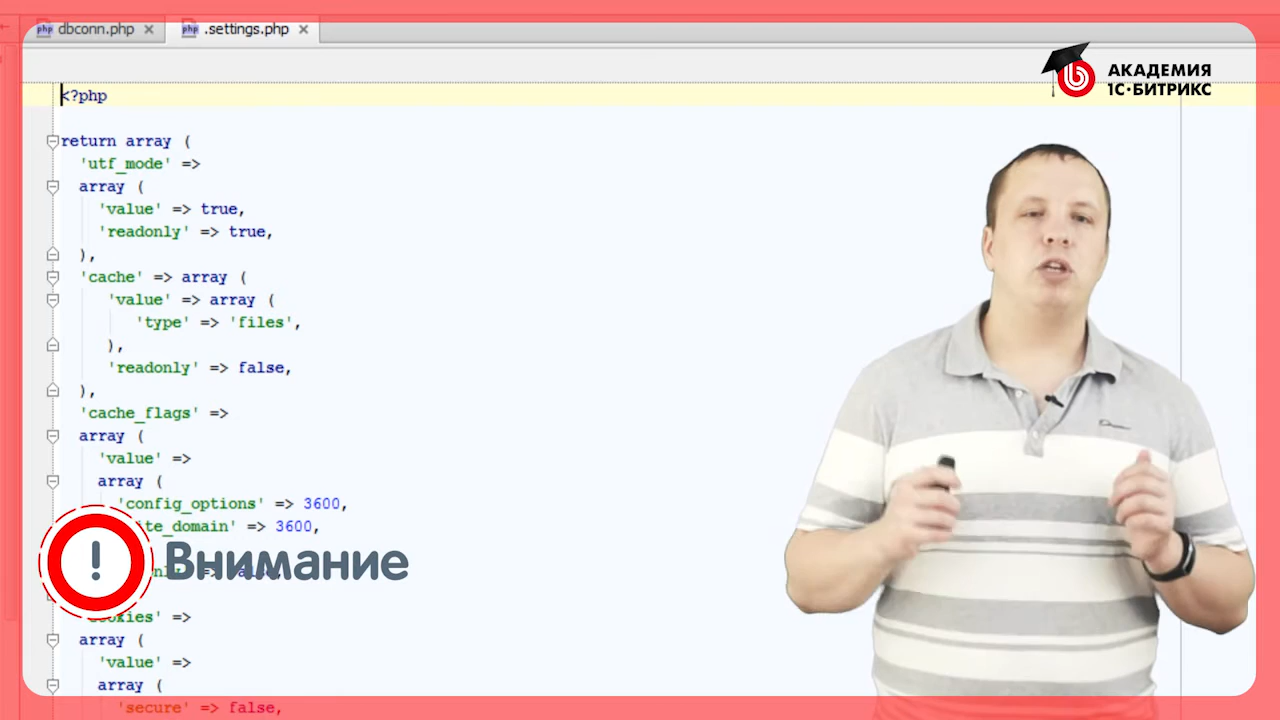 dbconn.php
.settings.php
АКАДЕМИЯ
1С·БИТРИКС
<?php
return array (
'utf_mode' =>
array (
'value' => true,
'readonly' => true,
),
'cache' => array (
'value' => array (
'type' => 'files',
),
'readonly' => false,
),
'cache_flags' =>
array (
'value' =>
array (
'config_options' => 3600,
=> 3600,
! Внимание
=>
array (
'value' =>
array (
'secure' => false,